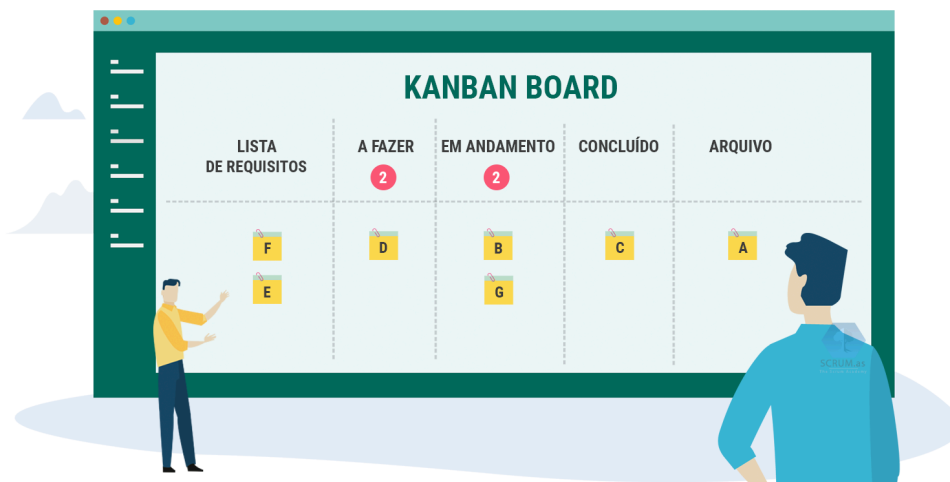 KANBAN BOARD
LISTA
DE REQUISITOS
A FAZER
EM ANDAMENTO
CONCLUÍDO
ARQUIVO
2
2
F
D
B
C
A
E
G
SCRUM.as